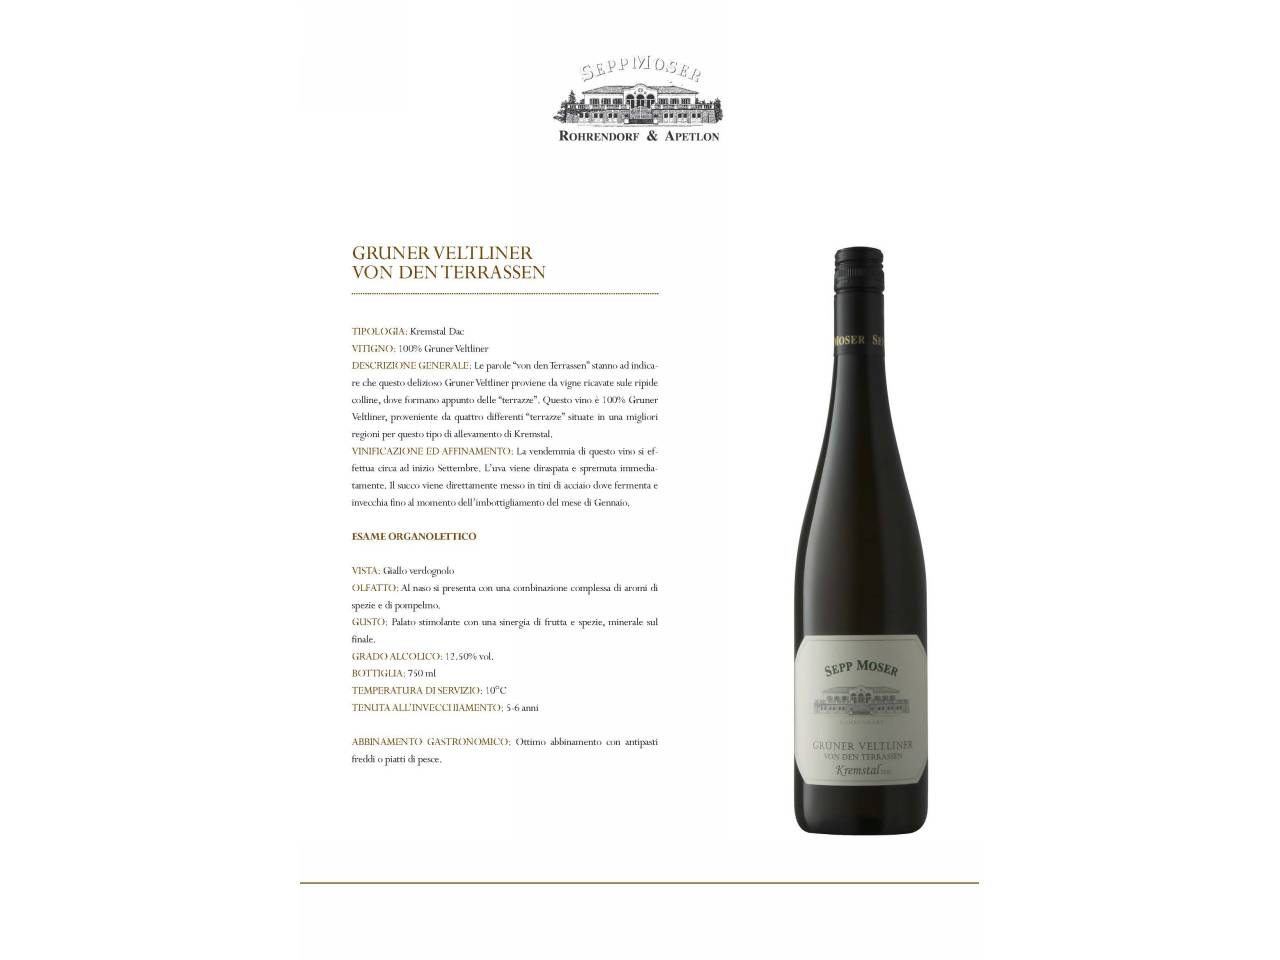 SEPP MOSER
ROHRENDORF & APETLON
GRUNER VELTLINER
VON DEN TERRASSEN
TIPOLOGIA: Kremstal Dac
VITIGNO: 100% Gruner Veltliner
DESCRIZIONE GENERALE: Le parole “von den Terrassen” stanno ad indica-
re che questo delizioso Gruner Veltliner proviene da vigne ricavate sule ripide
colline, dove formano appunto delle “terrazze”. Questo vino è 100% Gruner
Veltliner, proveniente da quattro differenti “terrazze” situate in una migliori
regioni per questo tipo di allevamento di Kremstal.
VINIFICAZIONE ED AFFINAMENTO: La vendemmia di questo vino si ef-
fettua circa ad inizio Settembre. L’uva viene diraspata e spremuta immedia-
tamente. Il succo viene direttamente messo in tini di acciaio dove fermenta e
invecchia fino al momento dell’imbottigliamento del mese di Gennaio.
ESAME ORGANOLETTICO
VISTA: Giallo verdognolo
OLFATTO: Al naso si presenta con una combinazione complessa di aromi di
spezie e di pompelmo.
GUSTO: Palato stimolante con una sinergia di frutta e spezie, minerale sul
finale.
GRADO ALCOLICO: 12.50% vol.
BOTTIGLIA: 750 ml
TEMPERATURA DI SERVIZIO: 10°C
TENUTA ALL’INVECCHIAMENTO: 5-6 anni
ABBINAMENTO GASTRONOMICO: Ottimo abbinamento con antipasti
freddi o piatti di pesce.
MOSER SE
SEPP MOSER
ROHRENDORF
GRÜNER VELTLINER
VON DEN TERRASSEN
Kremstal